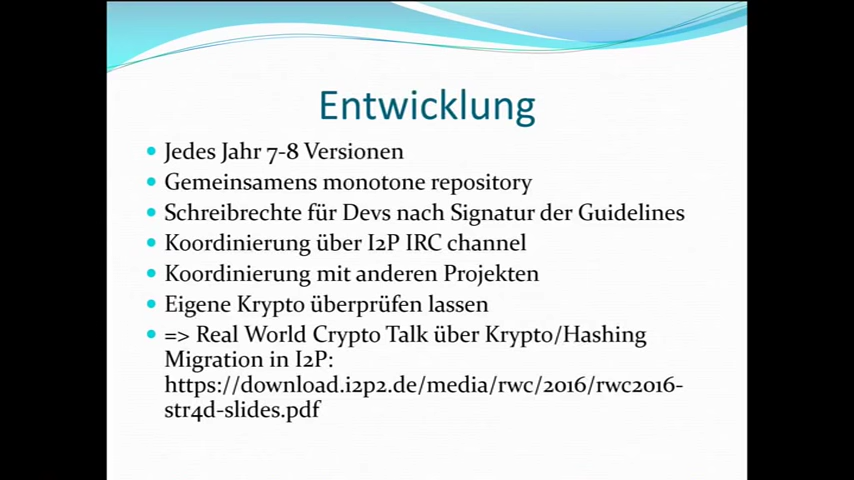 Entwicklung
Jedes Jahr 7-8 Versionen
Gemeinsamens monotone repository
Schreibrechte für Devs nach Signatur der Guidelines
Koordinierung über I2P IRC channel
Koordinierung mit anderen Projekten
Eigene Krypto überprüfen lassen
=> Real World Crypto Talk über Krypto/Hashing
Migration in I2P:
https://download.i2p2.de/media/rwc/2016/rwc2016-
str4d-slides.pdf